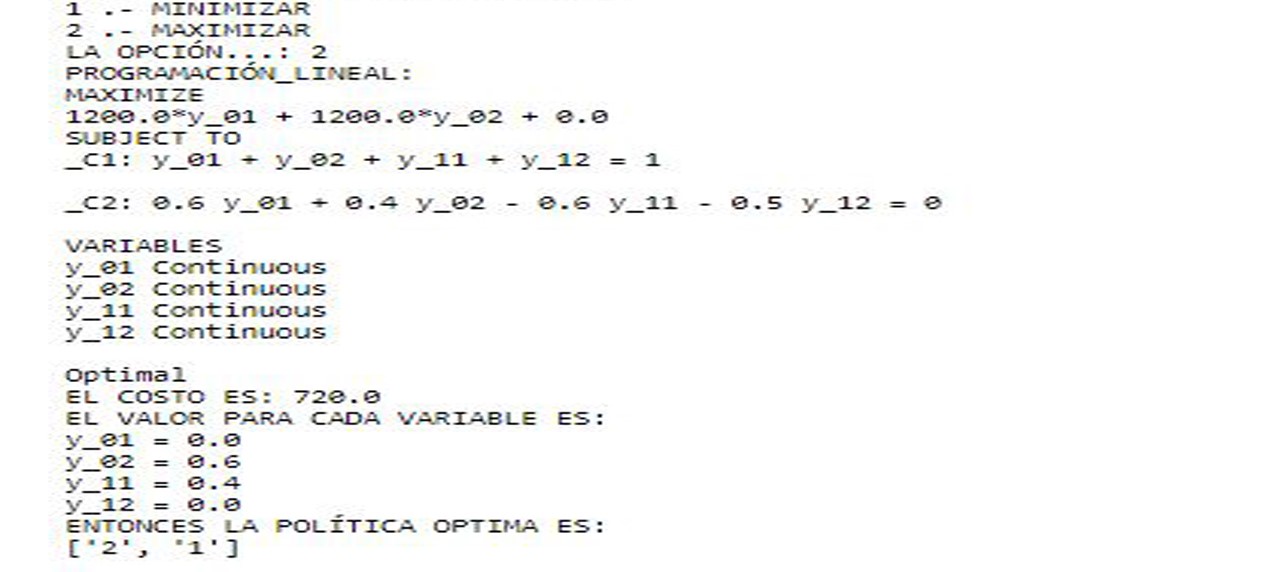 1 .- MINIMIZAR
2 .- MAXIMIZAR
LA OPCIÓN...: 2
PROGRAMACIÓN_LINEAL:
MAXIMIZE
1200.0*y_01 + 1200.0*y_02 + 0.0
SUBJECT TO
_C1: y_01 + y_02 + y_11 + y_12 = 1
_C2: 0.6 y_01 + 0.4 y_02 - 0.6 y_11 - 0.5 y_12 = 0
VARIABLES
y_01 Continuous
y_02 Continuous
y_11 Continuous
y_12 Continuous
Optimal
EL COSTO ES: 720.0
EL VALOR PARA CADA VARIABLE ES:
y_01 = 0.0
y_02 = 0.6
y_11 = 0.4
y_12 = 0.0
ENTONCES LA POLÍTICA OPTIMA ES:
['2', '1']